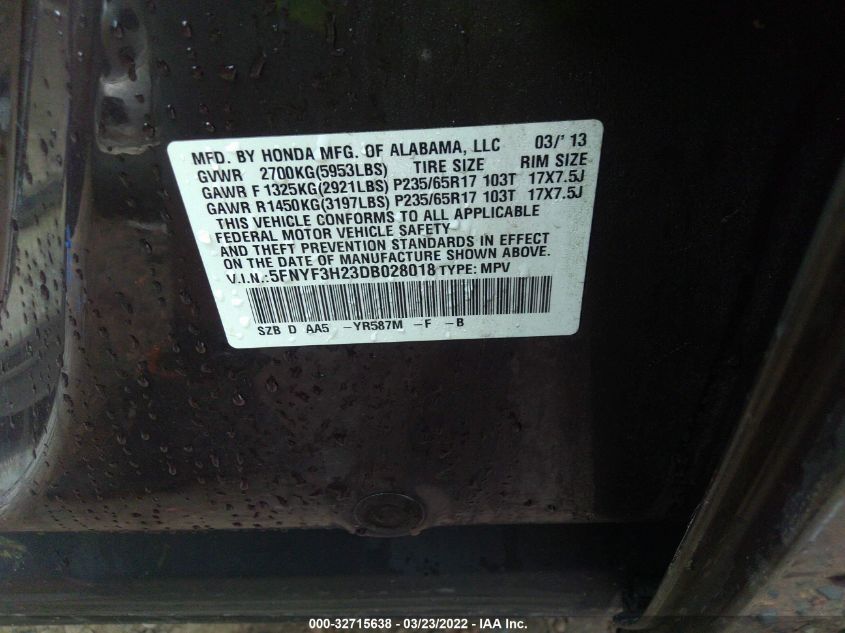 MFD. BY HONDA MFG. OF ALABAMA, LLC 03/' 13
GVWR 2700KG(5953LBS) TIRE SIZE RIM SIZE
GAWR F 1325KG(2921LBS) P235/65R17 103T 17X7.5J
GAWR R1450KG(3197LBS) P235/65R17 103T 17X7.5J
THIS VEHICLE CONFORMS TO ALL APPLICABLE
FEDERAL MOTOR VEHICLE SAFETY
AND THEFT PREVENTION STANDARDS IN EFFECT
ON THE DATE OF MANUFACTURE SHOWN ABOVE.
V.I.N.:5FNYF3H23DB028018 TYPE: MPV
SZB D AA5 -YR587M -F -B
000-32715638 - 03/23/2022 - IAA Inc.